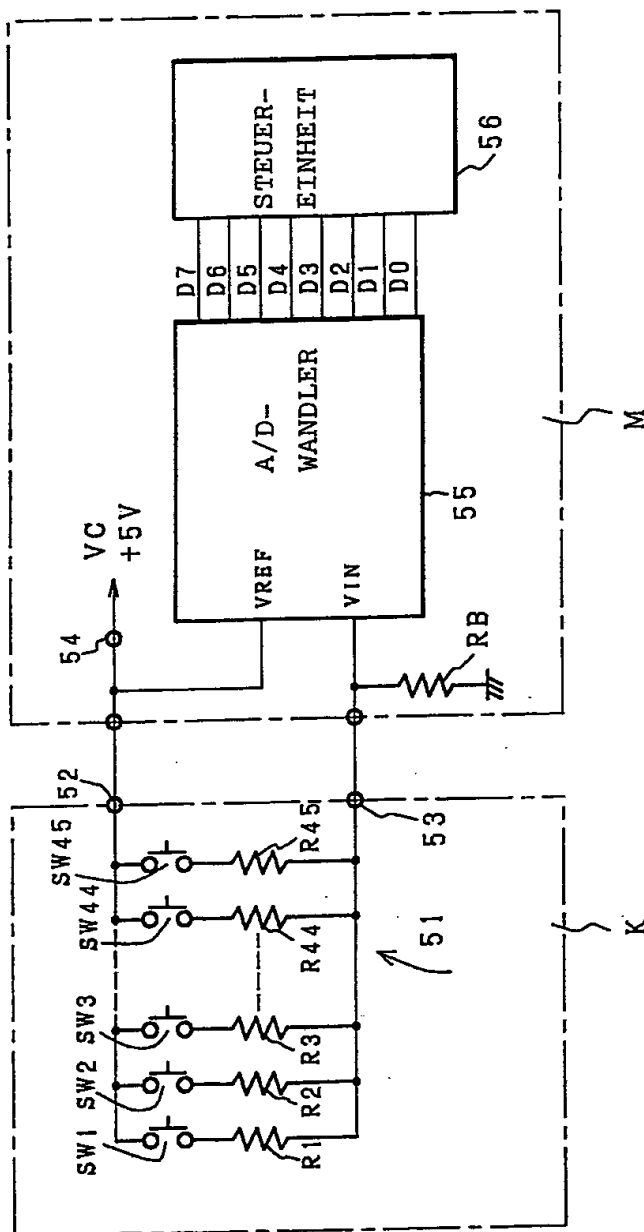 SW1
SW2
SW3
SW44
SW45
R1
R2
R3
R44
R45
51
K
52
53
54
VC
+5V
VREF
VIN
A/D-
WANDLER
55
RB
D7
D6
D5
D4
D3
D2
D1
D0
STEUER-
EINHEIT
56
M